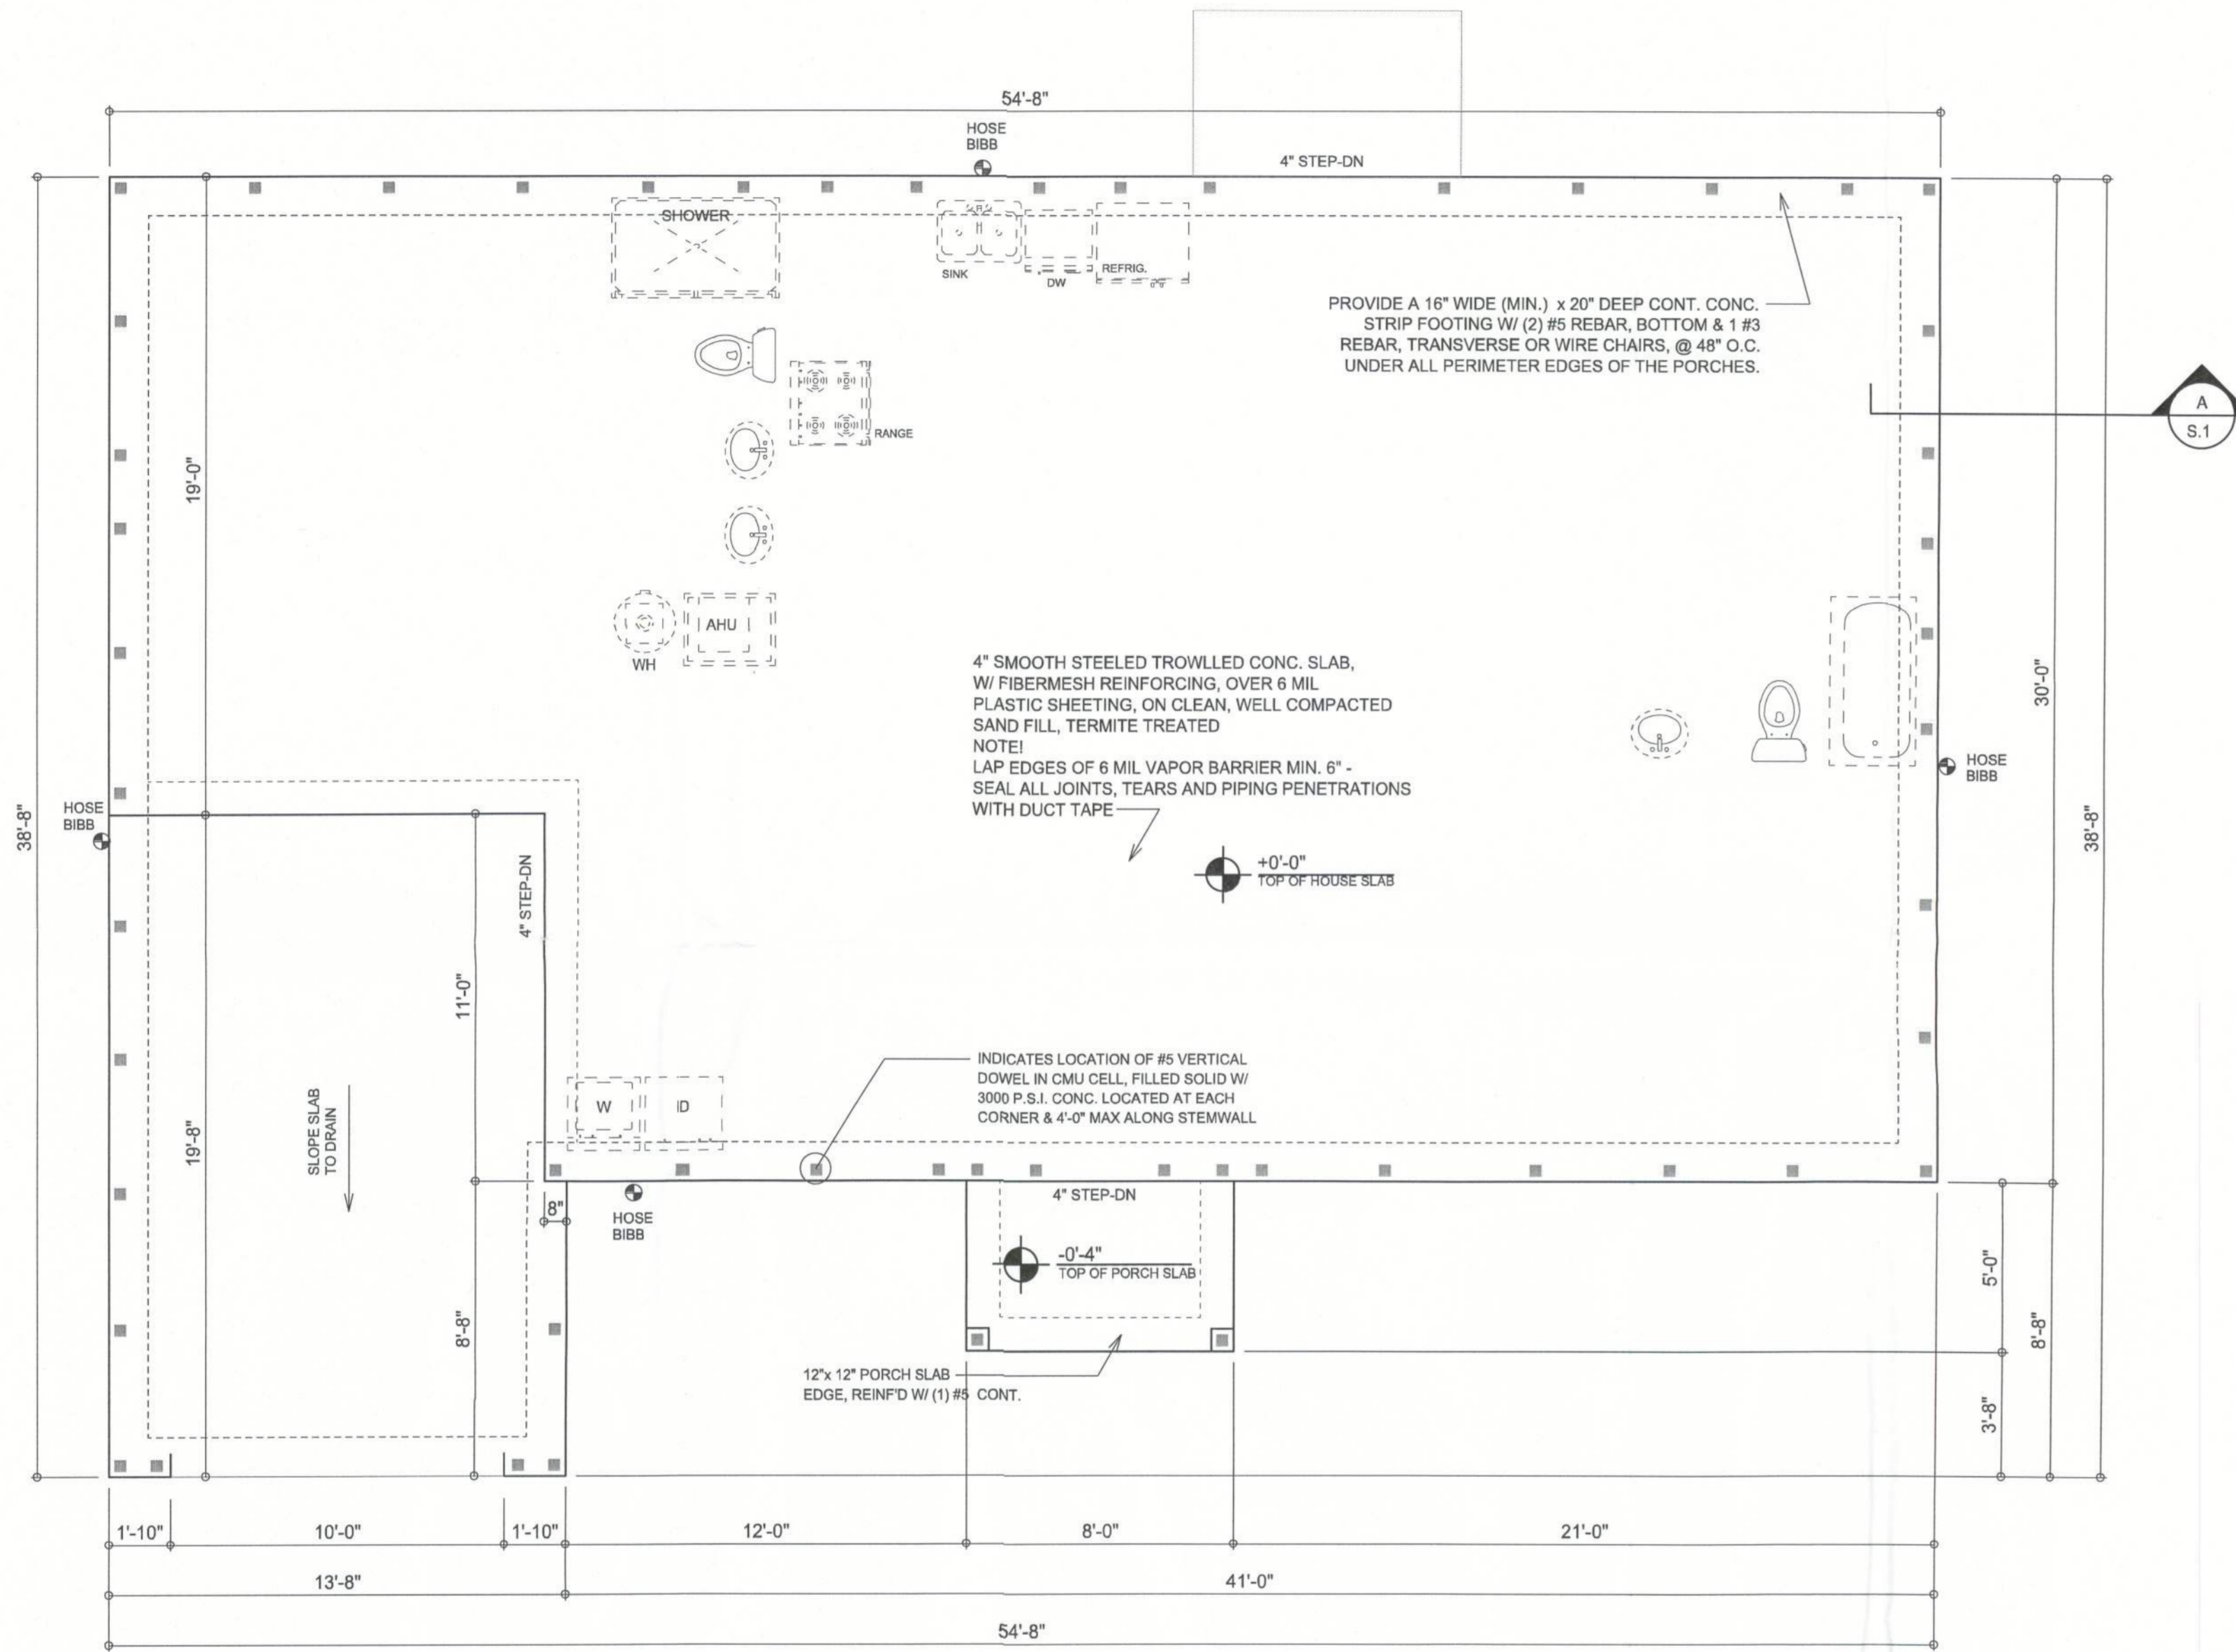 54'-8"
HOSE
BIBB
4" STEP-DN
SHOWER
SINK
DW
REFRIG.
RANGE
PROVIDE A 16" WIDE (MIN.) x 20" DEEP CONT. CONC.
STRIP FOOTING W/ (2) #5 REBAR, BOTTOM & 1 #3
REBAR, TRANSVERSE OR WIRE CHAIRS, @ 48" O.C.
UNDER ALL PERIMETER EDGES OF THE PORCHES.
A
S.1
19'-0"
AHU
WH
4" SMOOTH STEELED TROWLLED CONC. SLAB,
W/ FIBERMESH REINFORCING, OVER 6 MIL
PLASTIC SHEETING, ON CLEAN, WELL COMPACTED
SAND FILL, TERMITE TREATED
NOTE!
LAP EDGES OF 6 MIL VAPOR BARRIER MIN. 6" -
SEAL ALL JOINTS, TEARS AND PIPING PENETRATIONS
WITH DUCT TAPE
30'-0"
HOSE
BIBB
38'-8"
HOSE
BIBB
38'-8"
4" STEP-DN
+0'-0"
TOP OF HOUSE SLAB
11'-0"
W
D
INDICATES LOCATION OF #5 VERTICAL
DOWEL IN CMU CELL, FILLED SOLID W/
3000 P.S.I. CONC. LOCATED AT EACH
CORNER & 4'-0" MAX ALONG STEMWALL
19'-8"
SLOPE SLAB
TO DRAIN
8"
HOSE
BIBB
4" STEP-DN
-0'-4"
TOP OF PORCH SLAB
5'-0"
8'-8"
8'-8"
3'-8"
12"x 12" PORCH SLAB
EDGE, REINF'D W/ (1) #5 CONT.
1'-10"
10'-0"
1'-10"
12'-0"
8'-0"
21'-0"
13'-8"
41'-0"
54'-8"